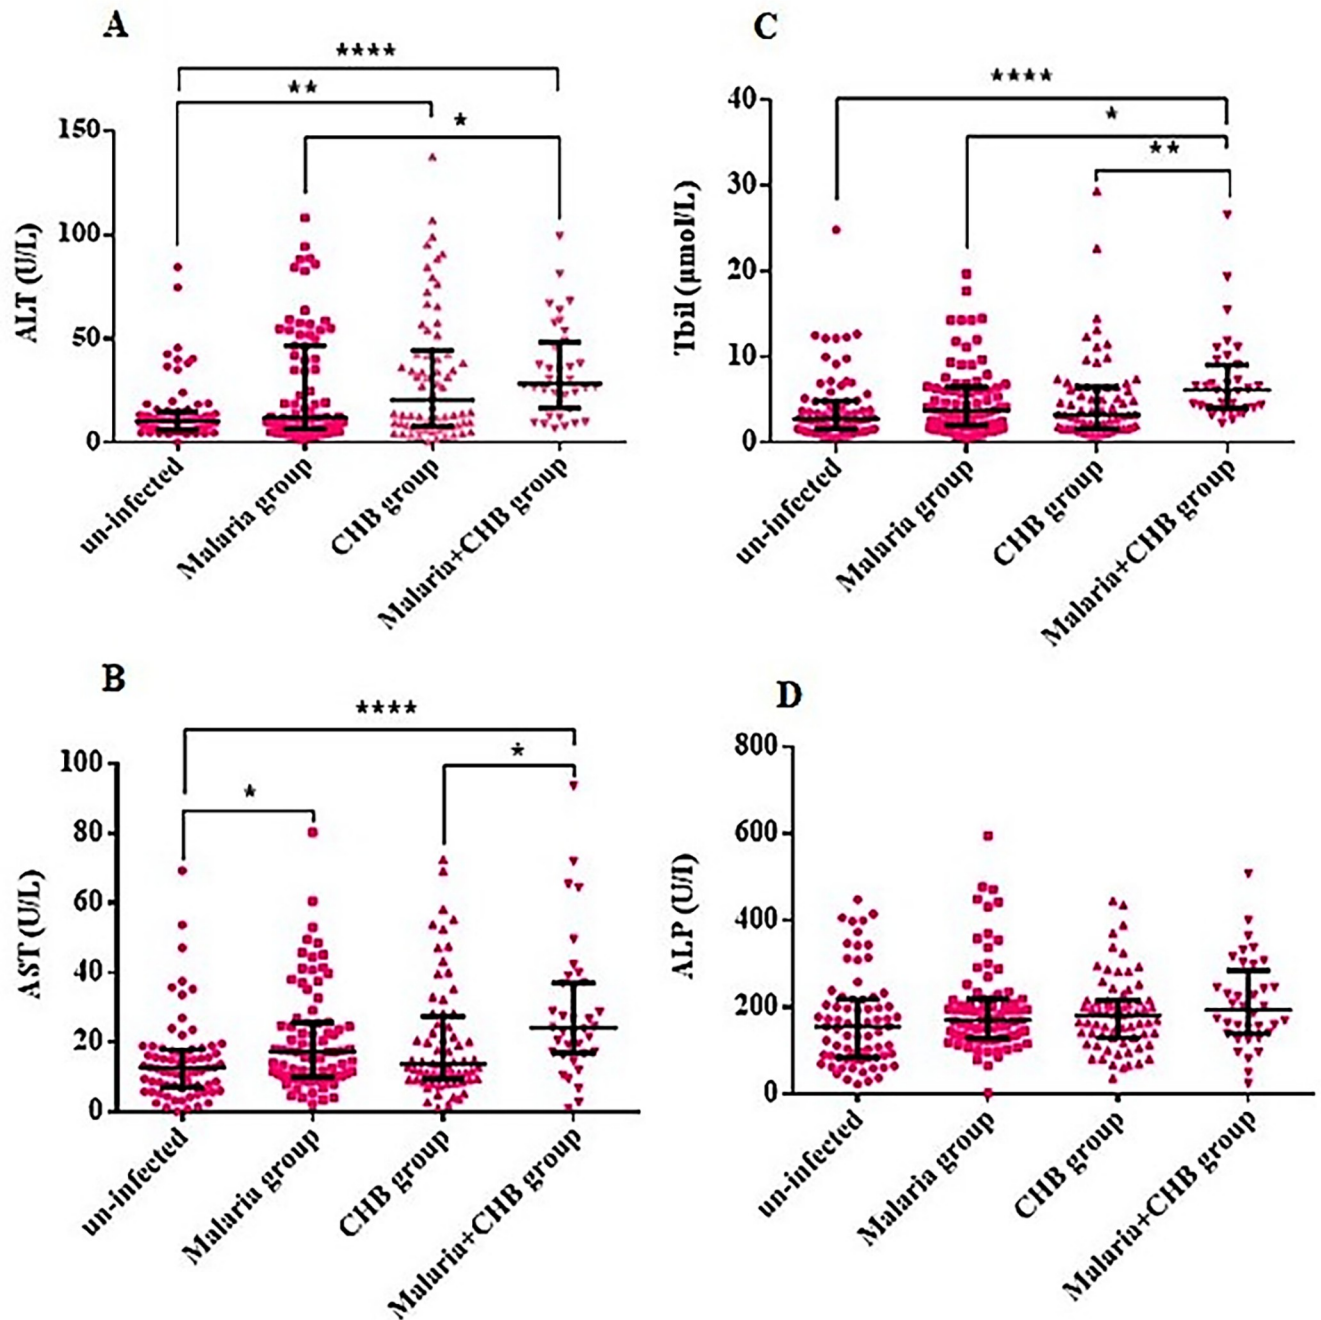 A
****
**
*
150
100
50
0
ALT (U/L)
un-infected
Malaria group
CHB group
Malaria+CHB group
C
****
*
**
40
30
20
10
0
Tbil (μmol/L)
un-infected
Malaria group
CHB group
Malaria+CHB group
B
****
*
*
100
80
60
40
20
0
AST (U/L)
un-infected
Malaria group
CHB group
Malaria+CHB group
D
800
600
400
200
0
ALP (U/I)
un-infected
Malaria group
CHB group
Malaria+CHB group